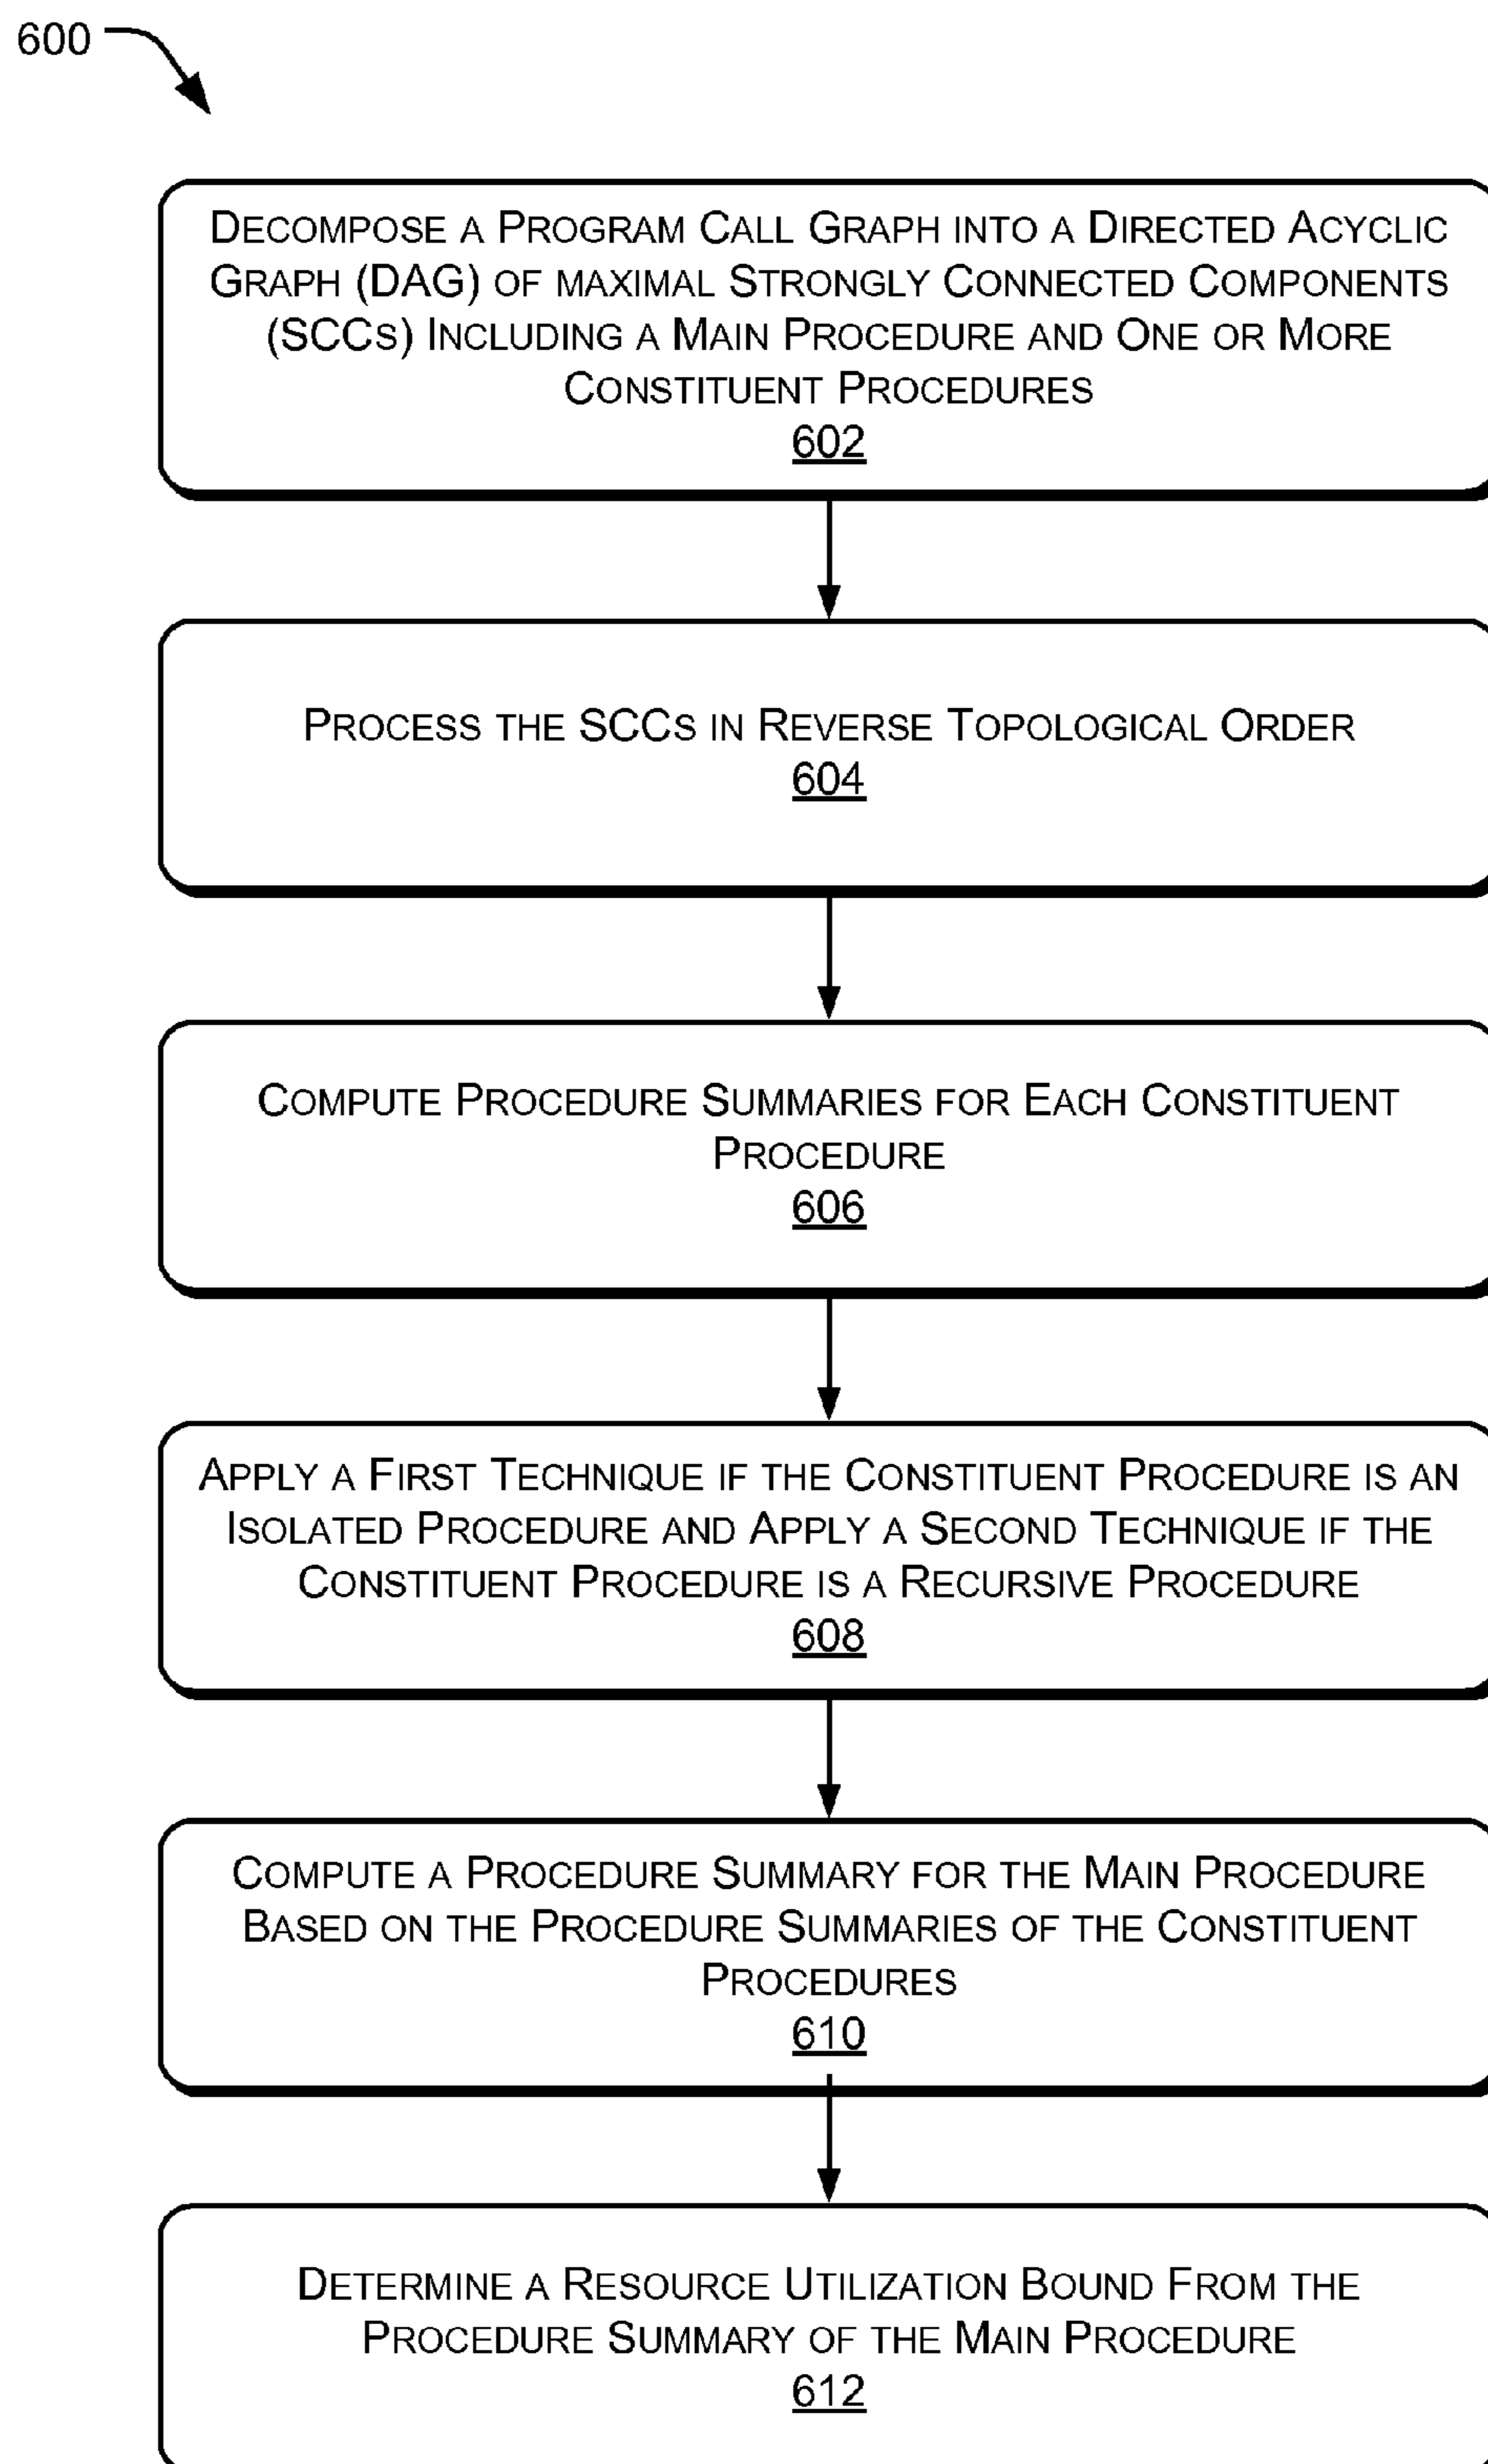 600
Decompose a Program Call Graph into a Directed Acyclic
Graph (DAG) of maximal Strongly Connected Components
(SCCs) Including a Main Procedure and One or More
Constituent Procedures
602
Process the SCCs in Reverse Topological Order
604
Compute Procedure Summaries for Each Constituent
Procedure
606
Apply a First Technique if the Constituent Procedure is an
Isolated Procedure and Apply a Second Technique if the
Constituent Procedure is a Recursive Procedure
608
Compute a Procedure Summary for the Main Procedure
Based on the Procedure Summaries of the Constituent
Procedures
610
Determine a Resource Utilization Bound From the
Procedure Summary of the Main Procedure
612